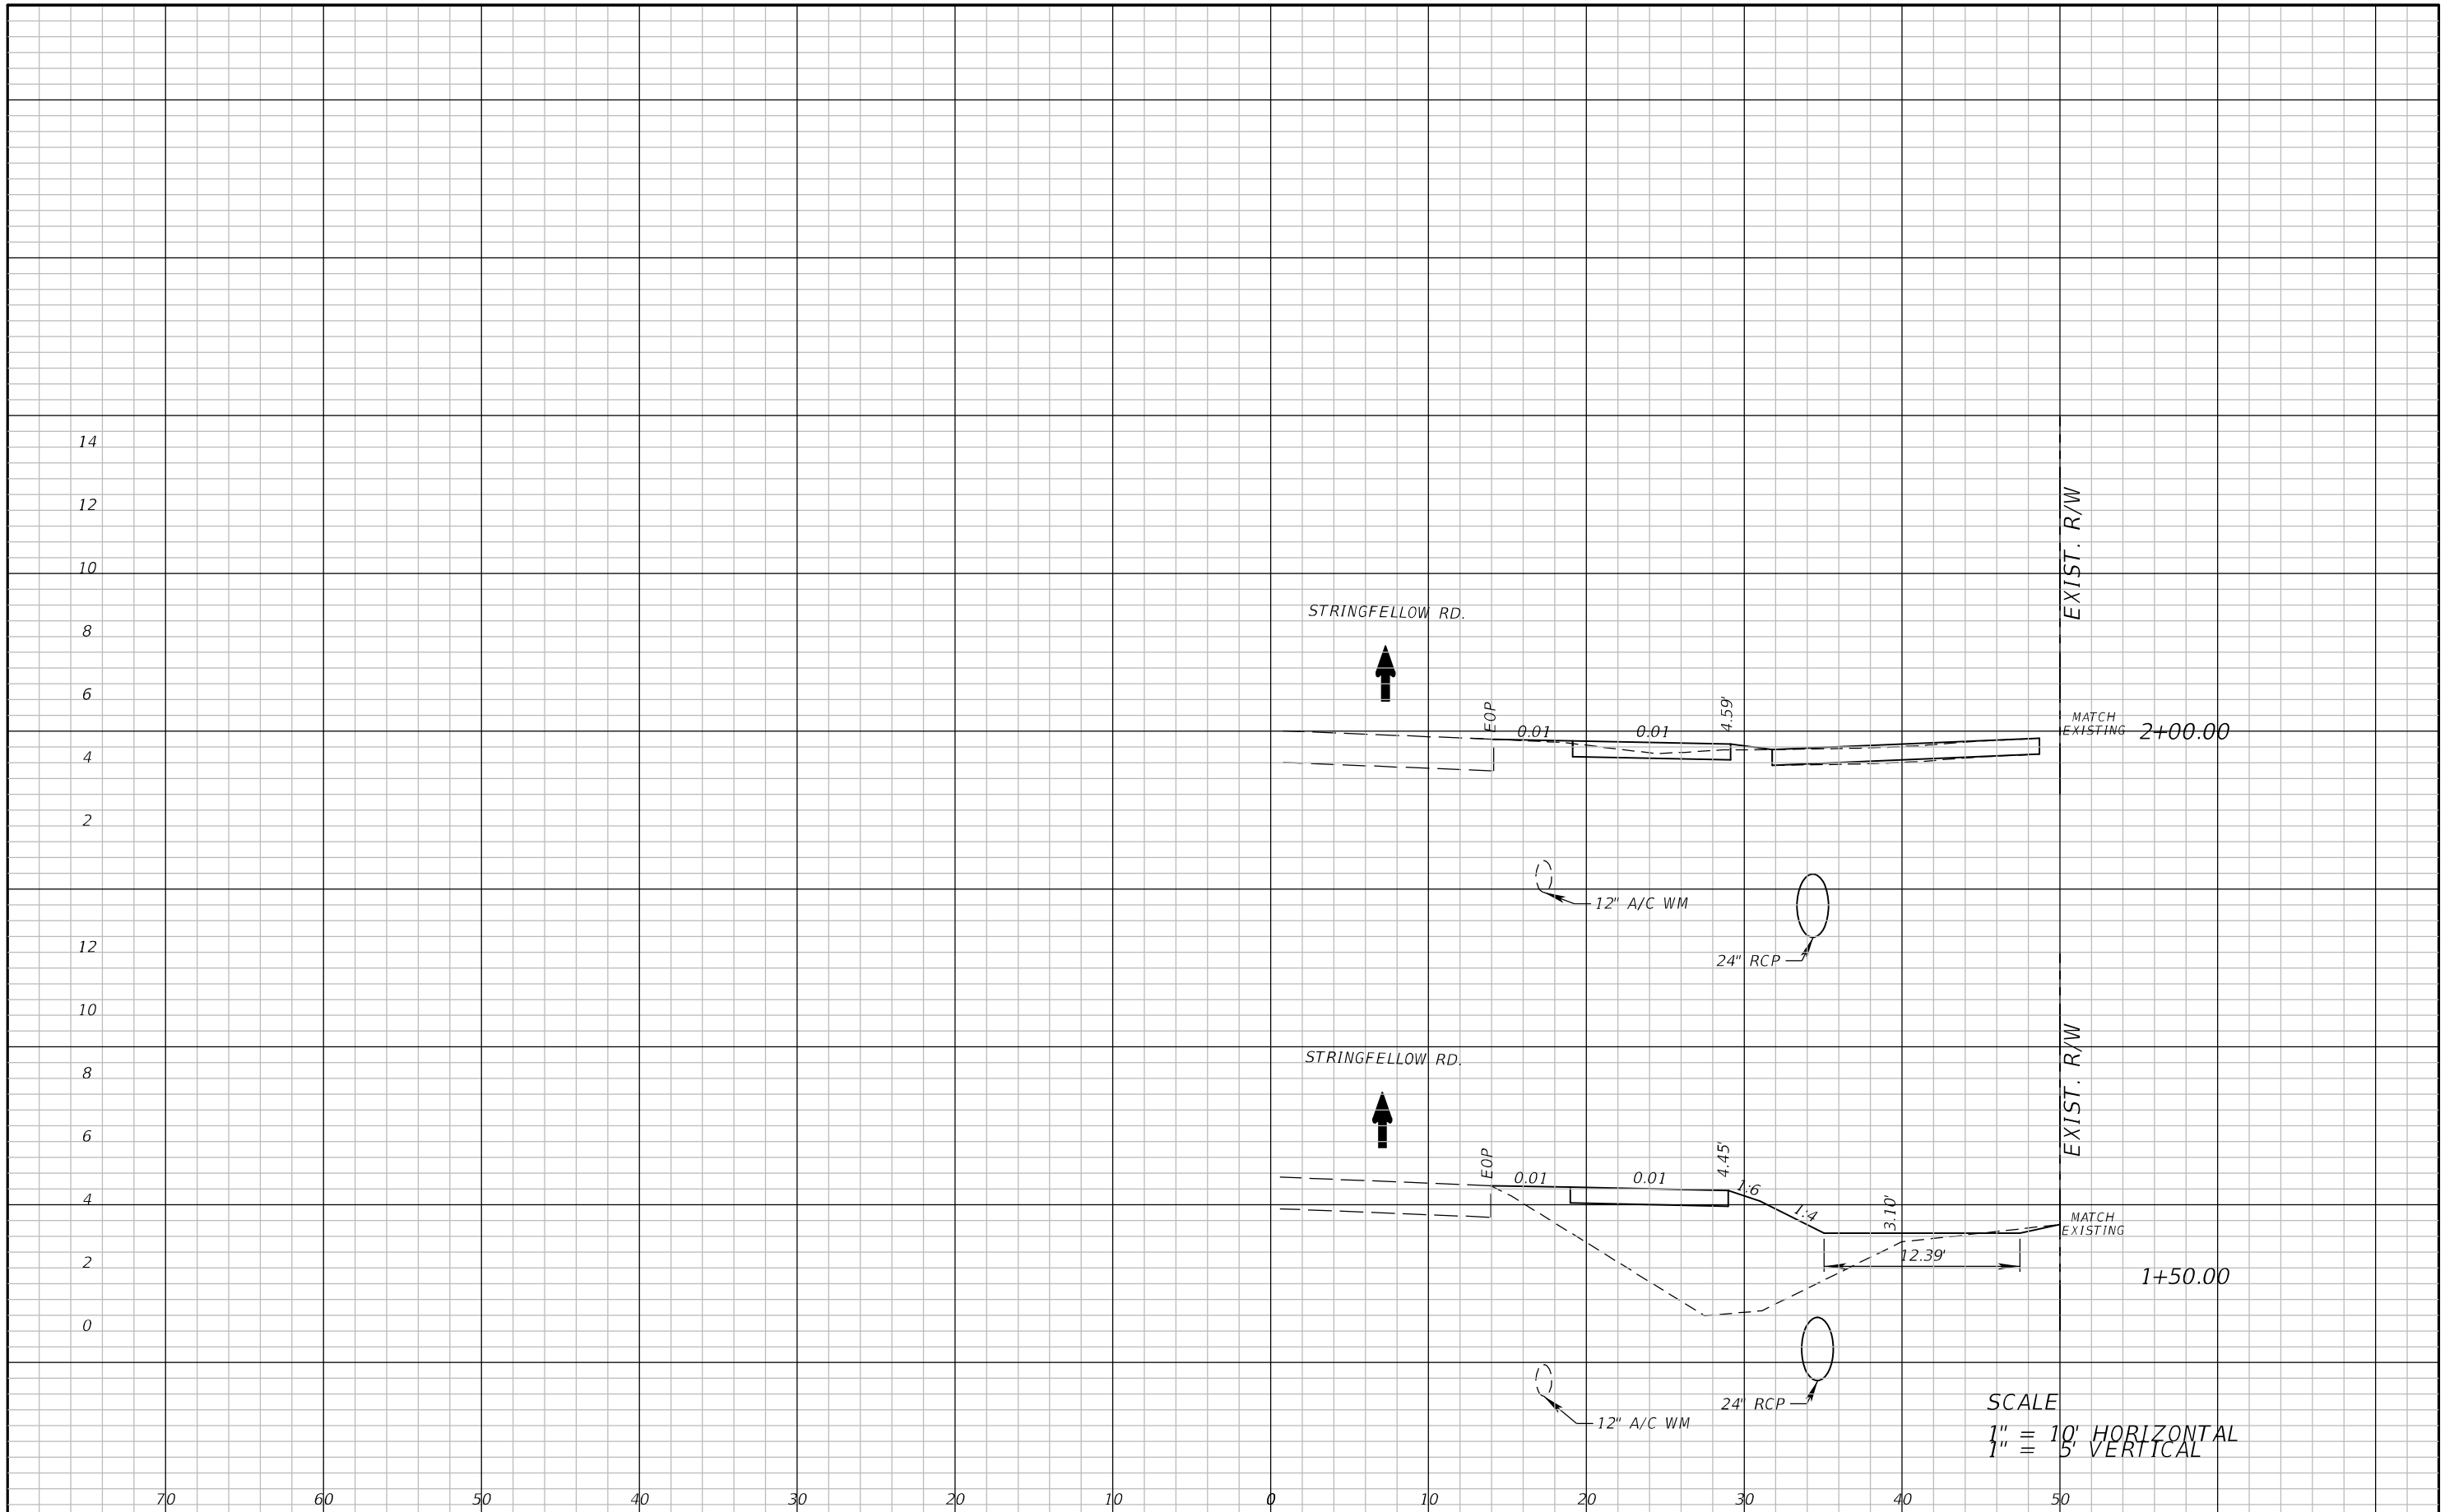 14
12
EXIST. R/W
10
STRINGFELLOW RD.
8
6
EOP
0.01
0.01
4.59'
MATCH
EXISTING
2+00.00
4
2
12" A/C WM
24" RCP
12
10
EXIST. R/W
STRINGFELLOW RD.
8
6
EOP
0.01
0.01
4.45'
1:6
1:4
3.10'
MATCH
EXISTING
4
2
12.39'
1+50.00
0
24" RCP
12" A/C WM
SCALE
1" = 10' HORIZONTAL
1" = 5' VERTICAL
70 60 50 40 30 20 10 0 10 20 30 40 50